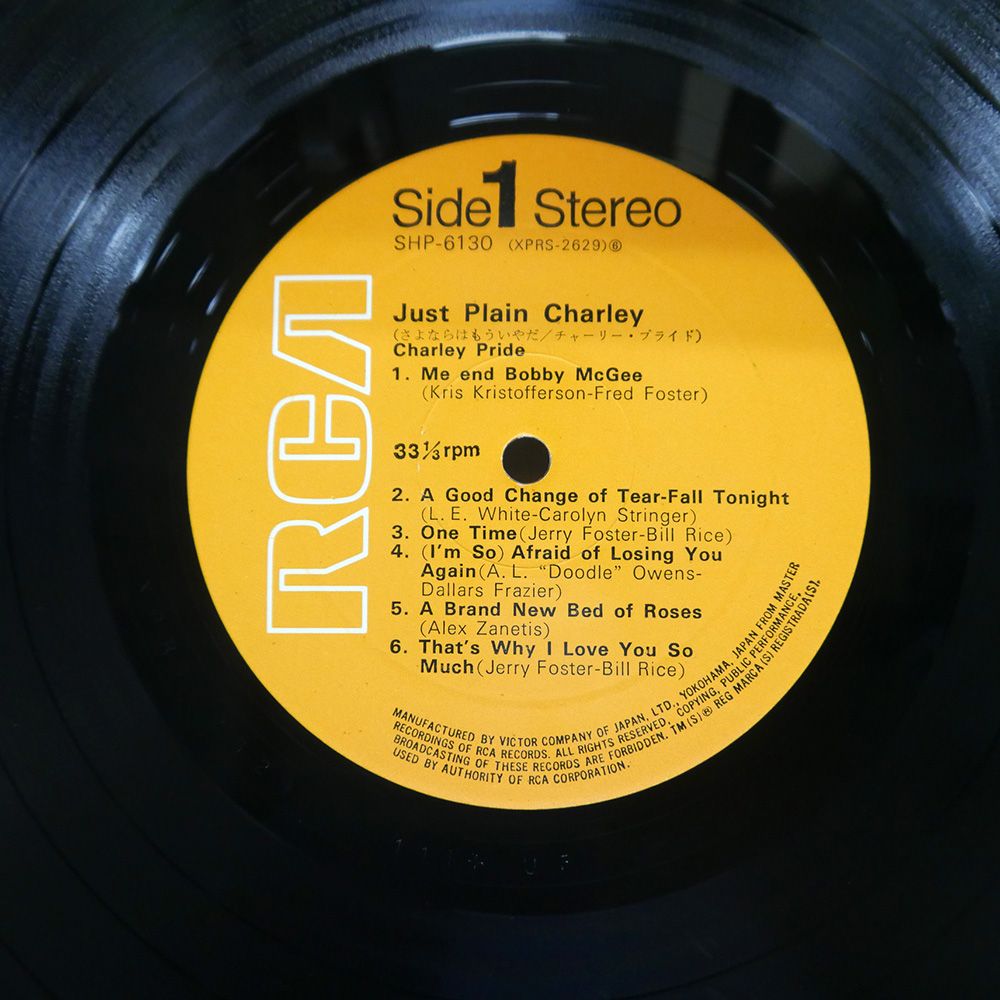 Side 1 Stereo
SHP-6130 (XPRS-2629)⑥
RCA
Just Plain Charley
(さよならはもういやだ/チャーリー・プライド)
Charley Pride
1. Me end Bobby McGee
(Kris Kristofferson-Fred Foster)
33⅓rpm
2. A Good Change of Tear-Fall Tonight
(L. E. White-Carolyn Stringer)
3. One Time(Jerry Foster-Bill Rice)
4. (I'm So) Afraid of Losing You
Again(A. L. "Doodle" Owens-
Dallars Frazier)
5. A Brand New Bed of Roses
(Alex Zanetis)
6. That's Why I Love You So
Much(Jerry Foster-Bill Rice)
MANUFACTURED BY VICTOR COMPANY OF JAPAN, LTD., YOKOHAMA, JAPAN FROM MASTER
RECORDINGS OF RCA RECORDS. ALL RIGHTS RESERVED, COPYING, PUBLIC PERFORMANCE,
BROADCASTING OF THESE RECORDS ARE FORBIDDEN. TM(S)® REG MARCA(S) REGISTRADA(S).
USED BY AUTHORITY OF RCA CORPORATION.